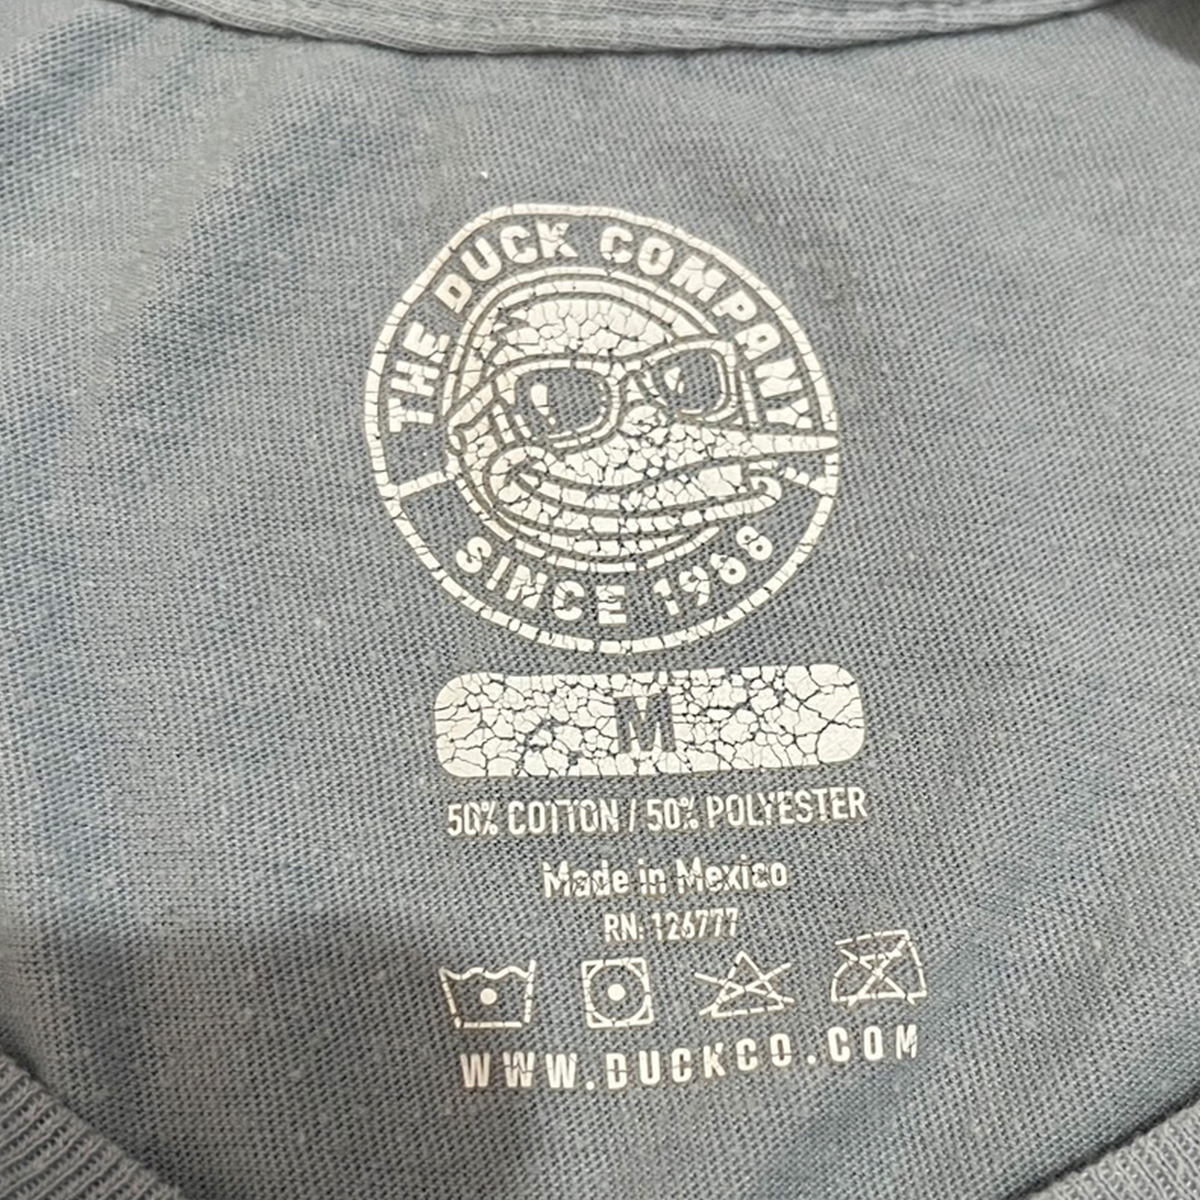 THE DUCK COMPANY
SINCE 1988
M
50% COTTON / 50% POLYESTER
Made in Mexico
RN: 126777
WWW.DUCKCO.COM